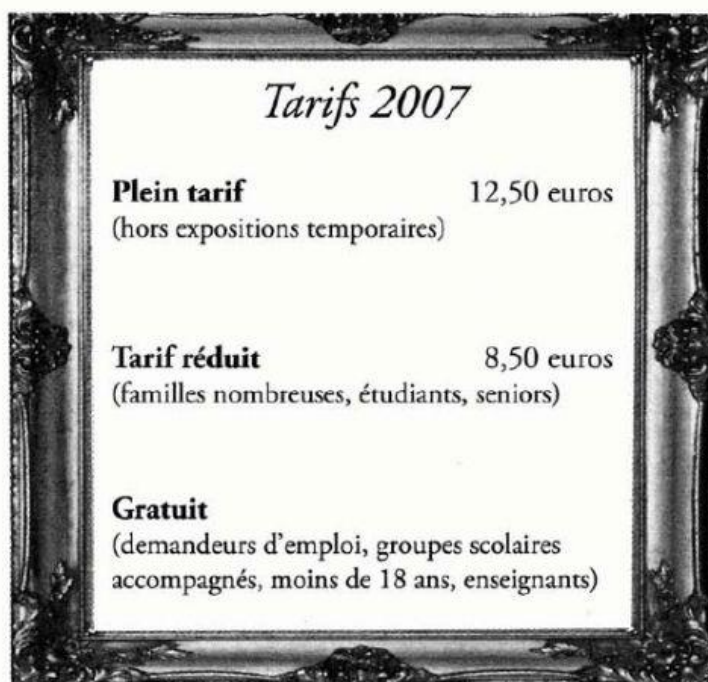 Tarifs 2007
Plein tarif 12,50 euros
(hors expositions temporaires)
Tarif réduit 8,50 euros
(familles nombreuses, étudiants, seniors)
Gratuit
(demandeurs d'emploi, groupes scolaires
accompagnés, moins de 18 ans, enseignants)